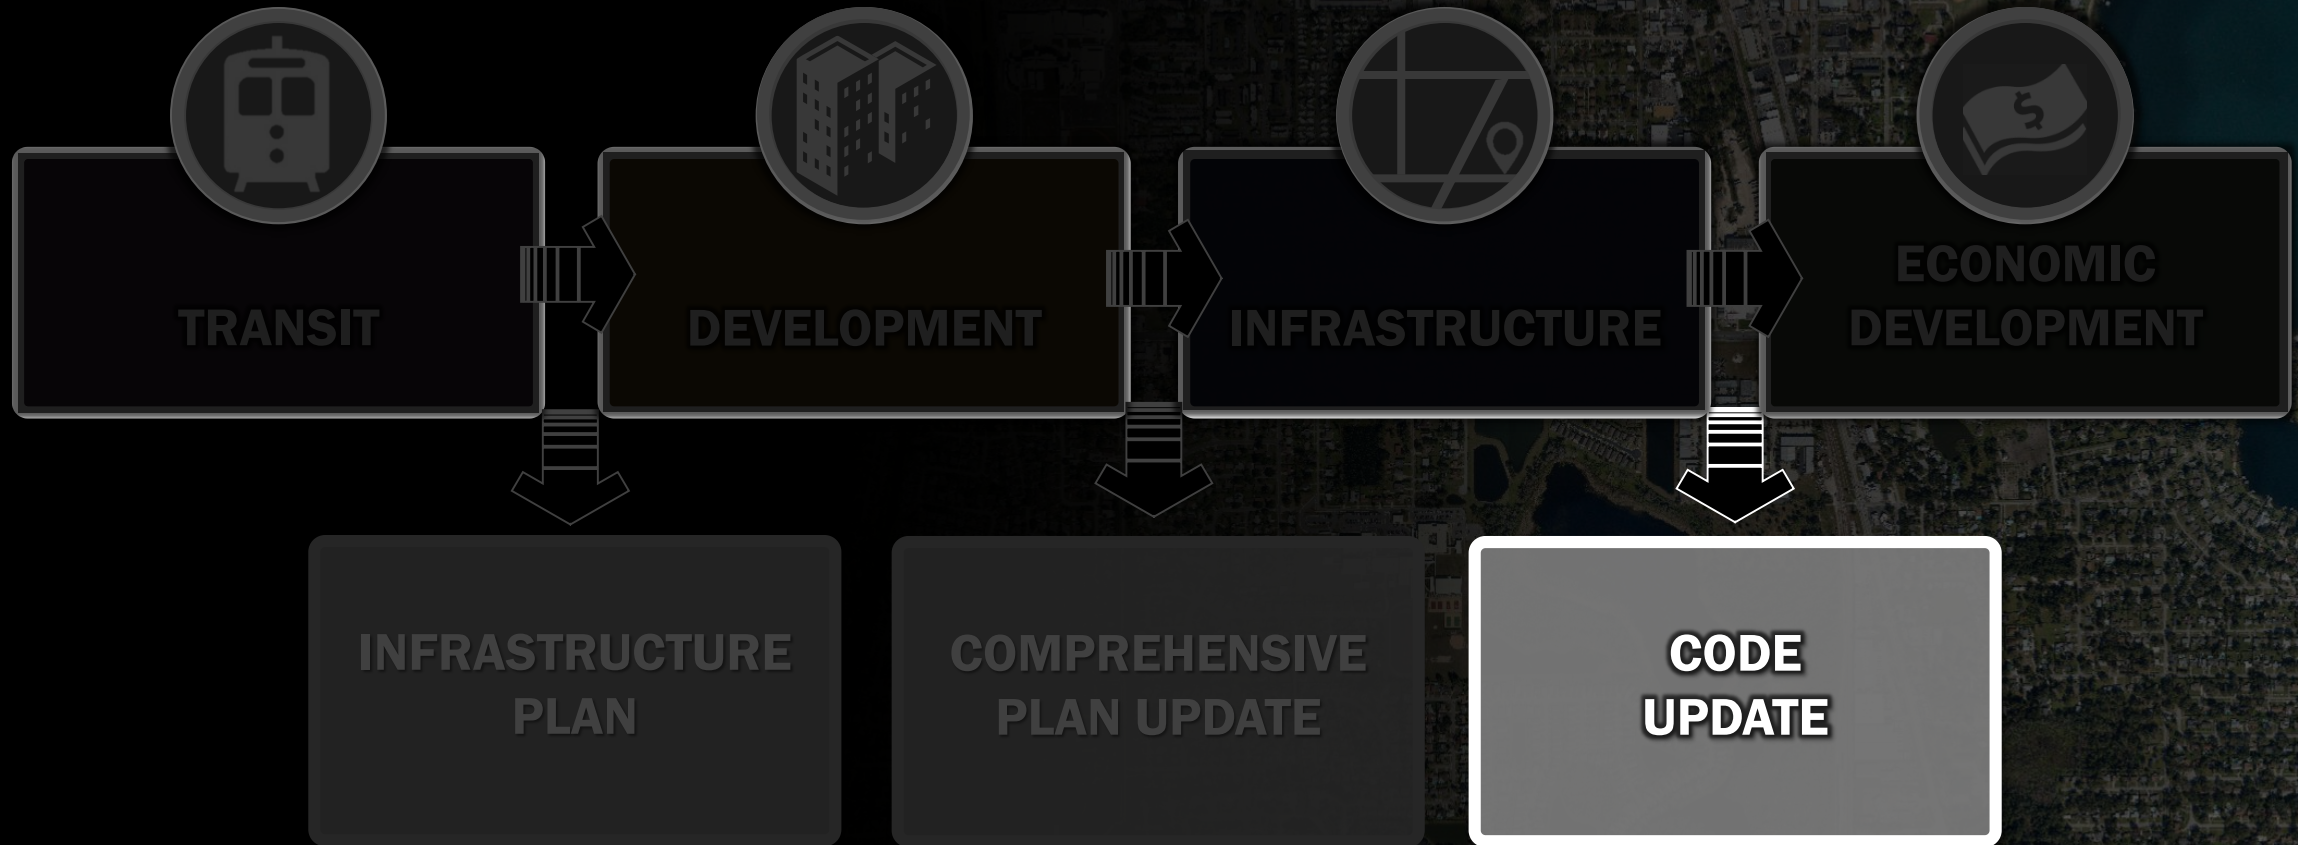 TRANSIT
DEVELOPMENT
INFRASTRUCTURE
ECONOMIC
DEVELOPMENT
$
INFRASTRUCTURE
PLAN
COMPREHENSIVE
PLAN UPDATE
CODE
UPDATE